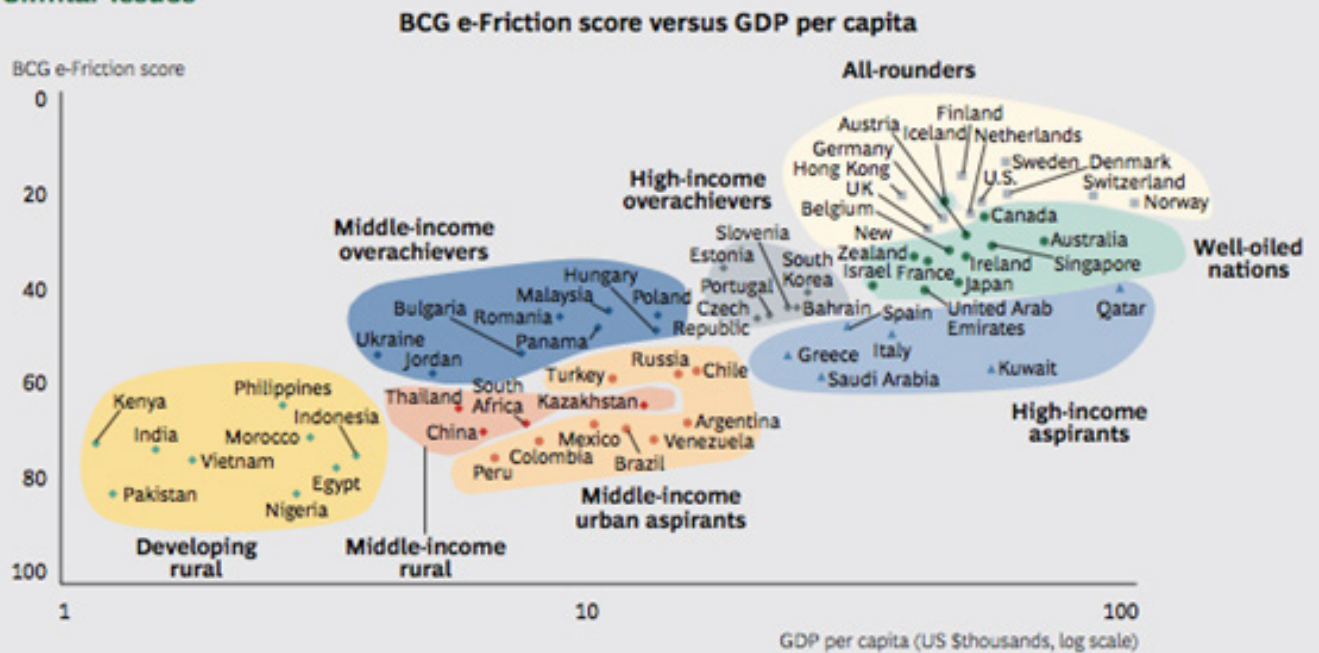 BCG e-Friction score versus GDP per capita
BCG e-Friction score
0
20
40
60
80
100
1
10
100
GDP per capita (US $thousands, log scale)
All-rounders
Finland
Austria
Iceland
Netherlands
Germany
Hong Kong
Sweden
Denmark
UK
U.S.
Switzerland
Belgium
Norway
Well-oiled
nations
Canada
New
Zealand
Australia
Israel
France
Ireland
Singapore
Japan
United Arab
Emirates
High-income
overachievers
Slovenia
Estonia
South
Korea
Portugal
Czech
Republic
Bahrain
High-income
aspirants
Spain
Qatar
Greece
Italy
Saudi Arabia
Kuwait
Middle-income
overachievers
Hungary
Malaysia
Poland
Bulgaria
Romania
Panama
Ukraine
Jordan
Middle-income
urban aspirants
Russia
Turkey
Chile
Argentina
Mexico
Venezuela
Colombia
Brazil
Peru
Middle-income
rural
Thailand
South
Africa
Kazakhstan
China
Developing
rural
Philippines
Kenya
Indonesia
India
Morocco
Vietnam
Egypt
Pakistan
Nigeria